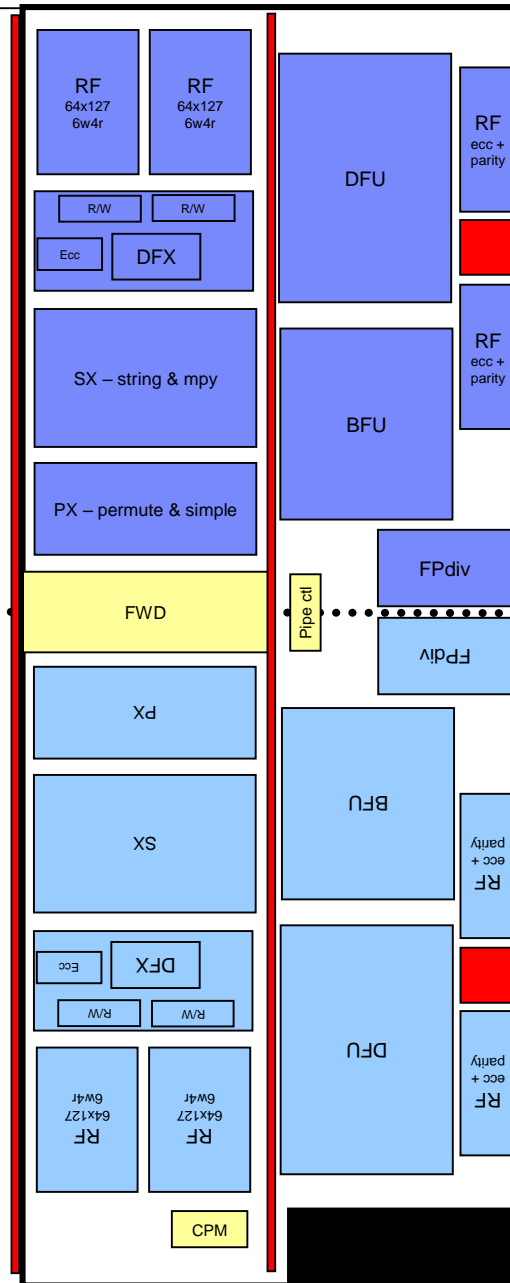 RF
64x127
6w4r
RF
64x127
6w4r
R/W
R/W
Ecc
DFX
SX – string & mpy
PX – permute & simple
FWD
PX
SX
Ecc
DFX
R/W
R/W
RF
64x127
6w4r
RF
64x127
6w4r
CPM
DFU
RF
ecc +
parity
RF
ecc +
parity
BFU
FPdiv
Pipe ctl
FPdiv
BFU
RF
ecc +
parity
DFU
RF
ecc +
parity